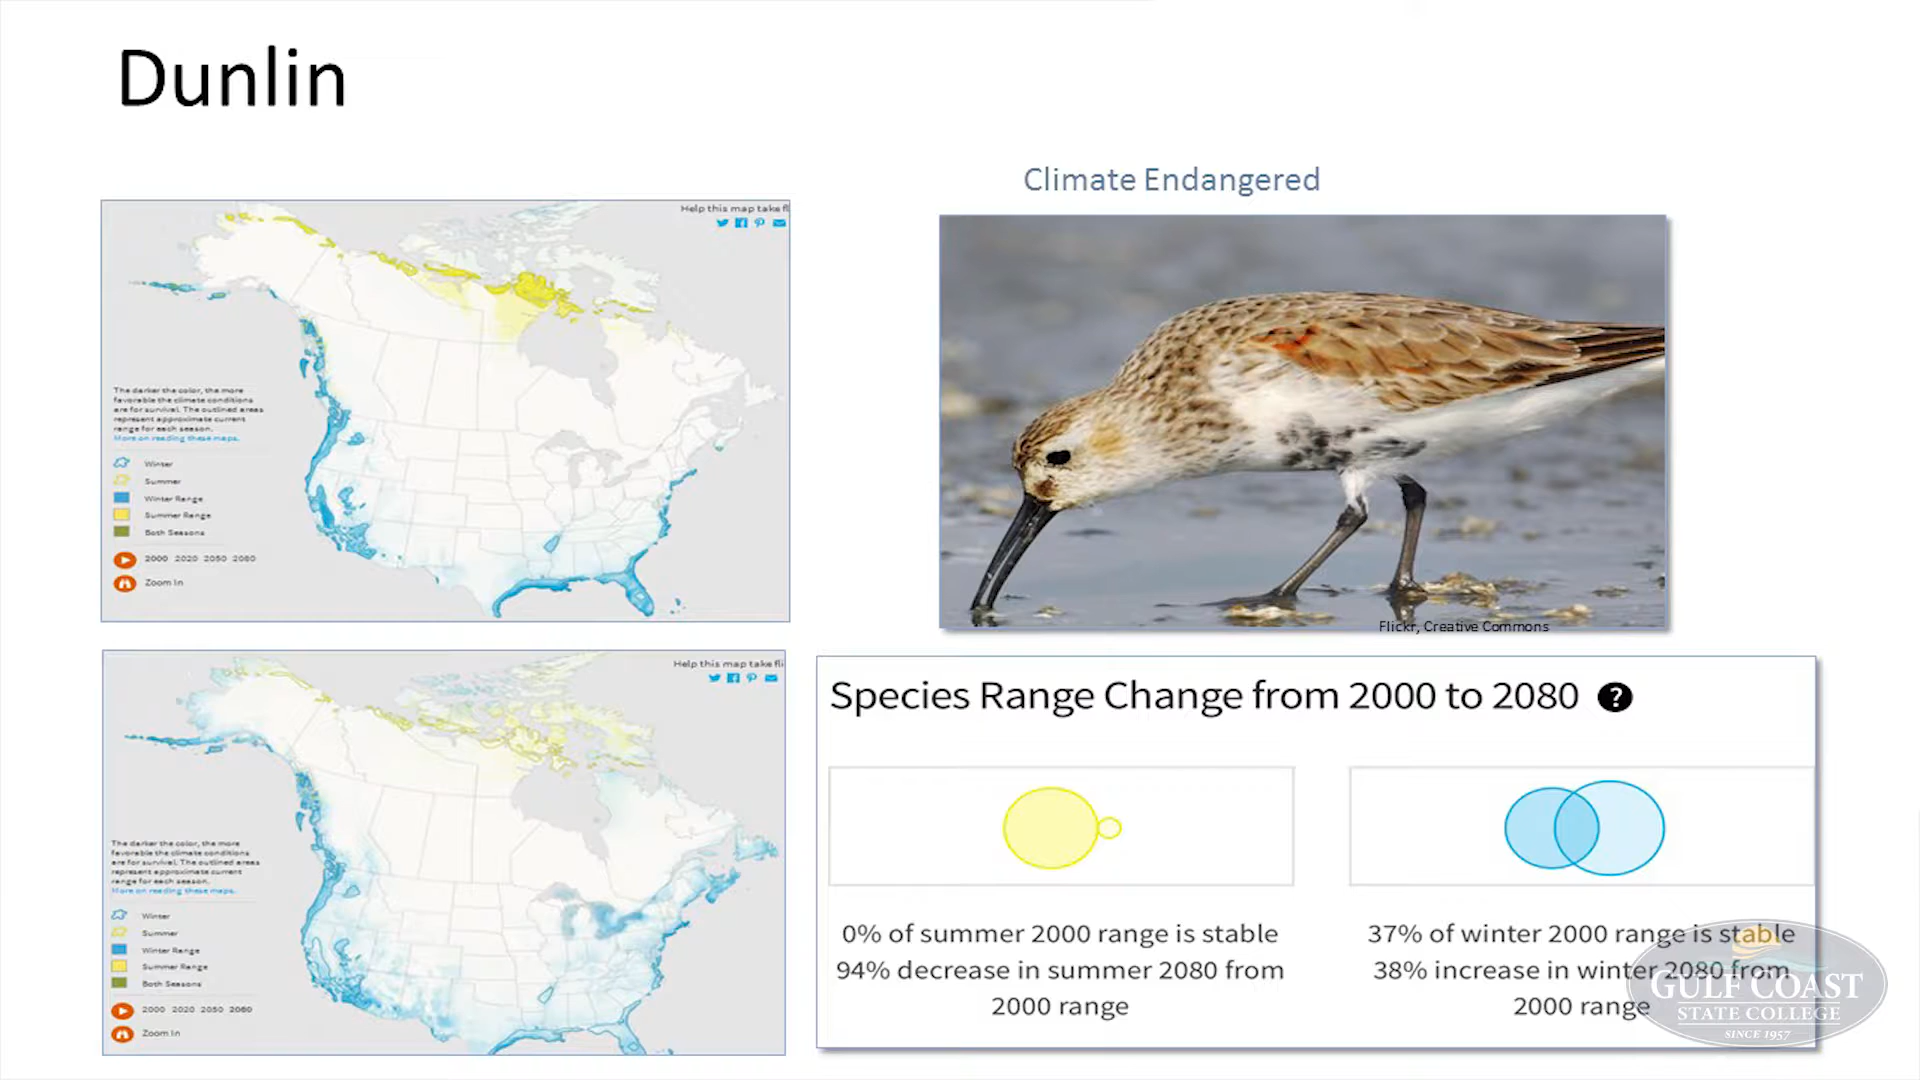 Dunlin
Climate Endangered
Help this map take fl
The darker the color, the more
favorable the climate conditions
are for survival. The outlined areas
represent approximate current
range for each season.
More on reading these maps.
Winter
Summer
Winter Range
Summer Range
Both Seasons
2000 2020 2050 2080
Zoom In
Flickr, Creative Commons
Help this map take fli
The darker the color, the more
favorable the climate conditions
are for survival. The outlined areas
represent approximate current
range for each season.
More on reading these maps.
Winter
Summer
Winter Range
Summer Range
Both Seasons
2000 2020 2050 2080
Zoom In
Species Range Change from 2000 to 2080 ?
0% of summer 2000 range is stable
94% decrease in summer 2080 from
2000 range
37% of winter 2000 range is stable
38% increase in winter 2080 from
2000 range
GULF COAST
STATE COLLEGE
SINCE 1957